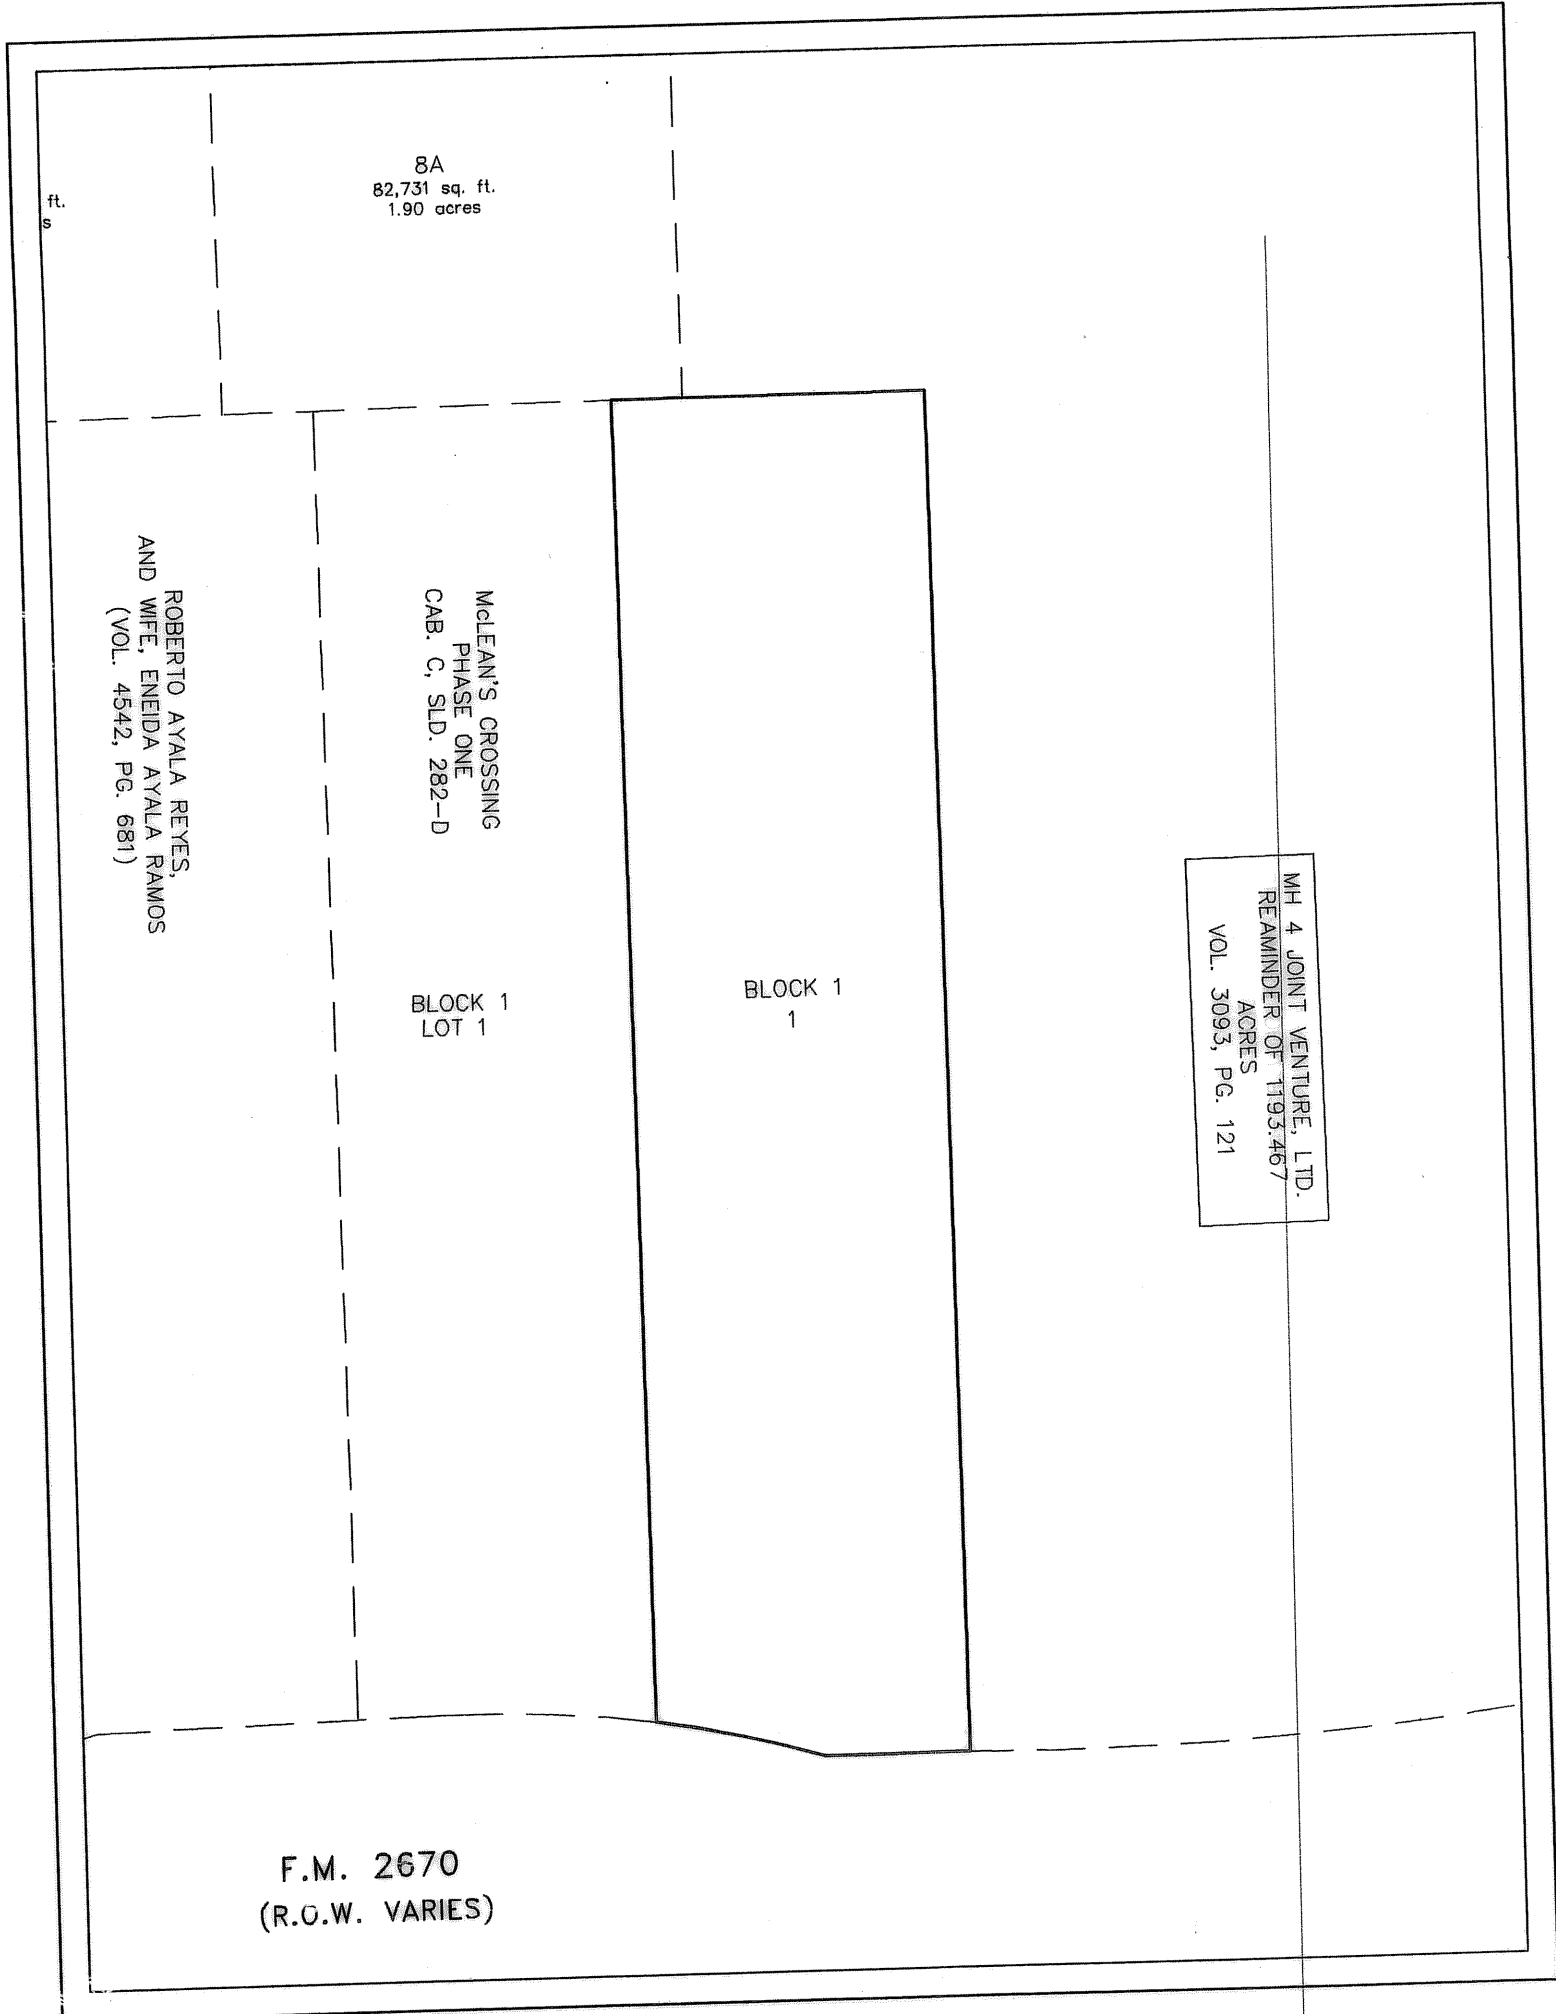 8A
82,731 sq. ft.
1.90 acres
ft.
s
ROBERTO AYALA REYES,
AND WIFE, ENEIDA AYALA RAMOS
(VOL. 4542, PG. 681)
McLEAN'S CROSSING
PHASE ONE
CAB. C, SLD. 282-D
BLOCK 1
LOT 1
BLOCK 1
1
MH 4 JOINT VENTURE, LTD.
REAMINDER OF 1193.467
ACRES
VOL. 3093, PG. 121
F.M. 2670
(R.O.W. VARIES)